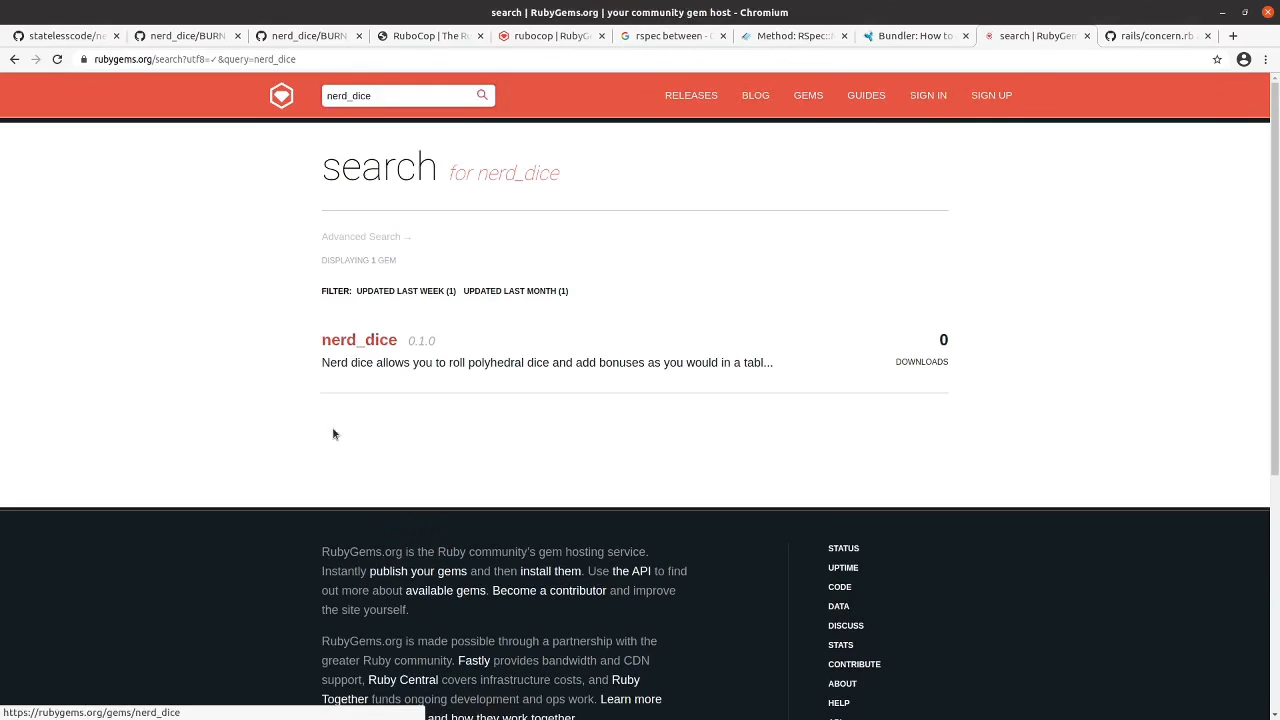 search | RubyGems.org | your community gem host - Chromium
statelesscode/ne
nerd_dice/BURN
nerd_dice/BURN
RuboCop | The Ru
rubocop | RubyGe
rspec between - G
Method: RSpec::M
Bundler: How to
search | RubyGem
rails/concern.rb a
rubygems.org/search?utf8=✓&query=nerd_dice
nerd_dice
RELEASES BLOG GEMS GUIDES SIGN IN SIGN UP
search for nerd_dice
Advanced Search →
DISPLAYING 1 GEM
FILTER: UPDATED LAST WEEK (1) UPDATED LAST MONTH (1)
nerd_dice 0.1.0
0
Nerd dice allows you to roll polyhedral dice and add bonuses as you would in a tabl...
DOWNLOADS
RubyGems.org is the Ruby community's gem hosting service.
Instantly publish your gems and then install them. Use the API to find
out more about available gems. Become a contributor and improve
the site yourself.
RubyGems.org is made possible through a partnership with the
greater Ruby community. Fastly provides bandwidth and CDN
support, Ruby Central covers infrastructure costs, and Ruby
Together funds ongoing development and ops work. Learn more
and how they work together.
STATUS
UPTIME
CODE
DATA
DISCUSS
STATS
CONTRIBUTE
ABOUT
HELP
https://rubygems.org/gems/nerd_dice